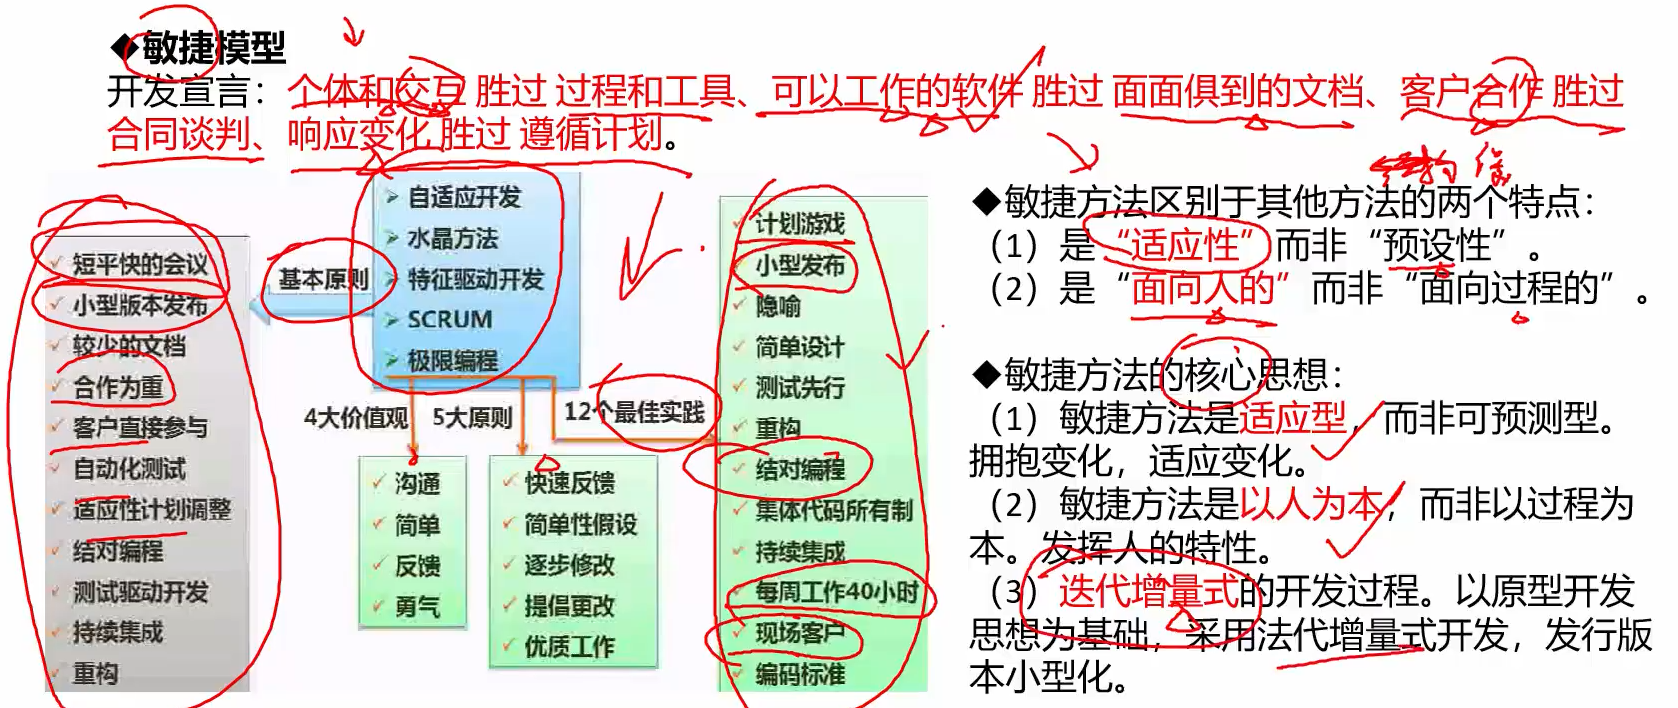 ◆敏捷模型
开发宣言：个体和交互 胜过 过程和工具、可以工作的软件 胜过 面面俱到的文档、客户合作 胜过
合同谈判、响应变化 胜过 遵循计划。
短平快的会议
小型版本发布
较少的文档
合作为重
客户直接参与
自动化测试
适应性计划调整
结对编程
测试驱动开发
持续集成
重构
基本原则
自适应开发
水晶方法
特征驱动开发
SCRUM
极限编程
4大价值观
5大原则
12个最佳实践
沟通
简单
反馈
勇气
快速反馈
简单性假设
逐步修改
提倡更改
优质工作
计划游戏
小型发布
隐喻
简单设计
测试先行
重构
结对编程
集体代码所有制
持续集成
每周工作40小时
现场客户
编码标准
◆敏捷方法区别于其他方法的两个特点：
（1）是“适应性”而非“预设性”。
（2）是“面向人的”而非“面向过程的”。
◆敏捷方法的核心思想：
（1）敏捷方法是适应型，而非可预测型。
拥抱变化，适应变化。
（2）敏捷方法是以人为本，而非以过程为
本。发挥人的特性。
（3）迭代增量式的开发过程。以原型开发
思想为基础，采用法代增量式开发，发行版
本小型化。